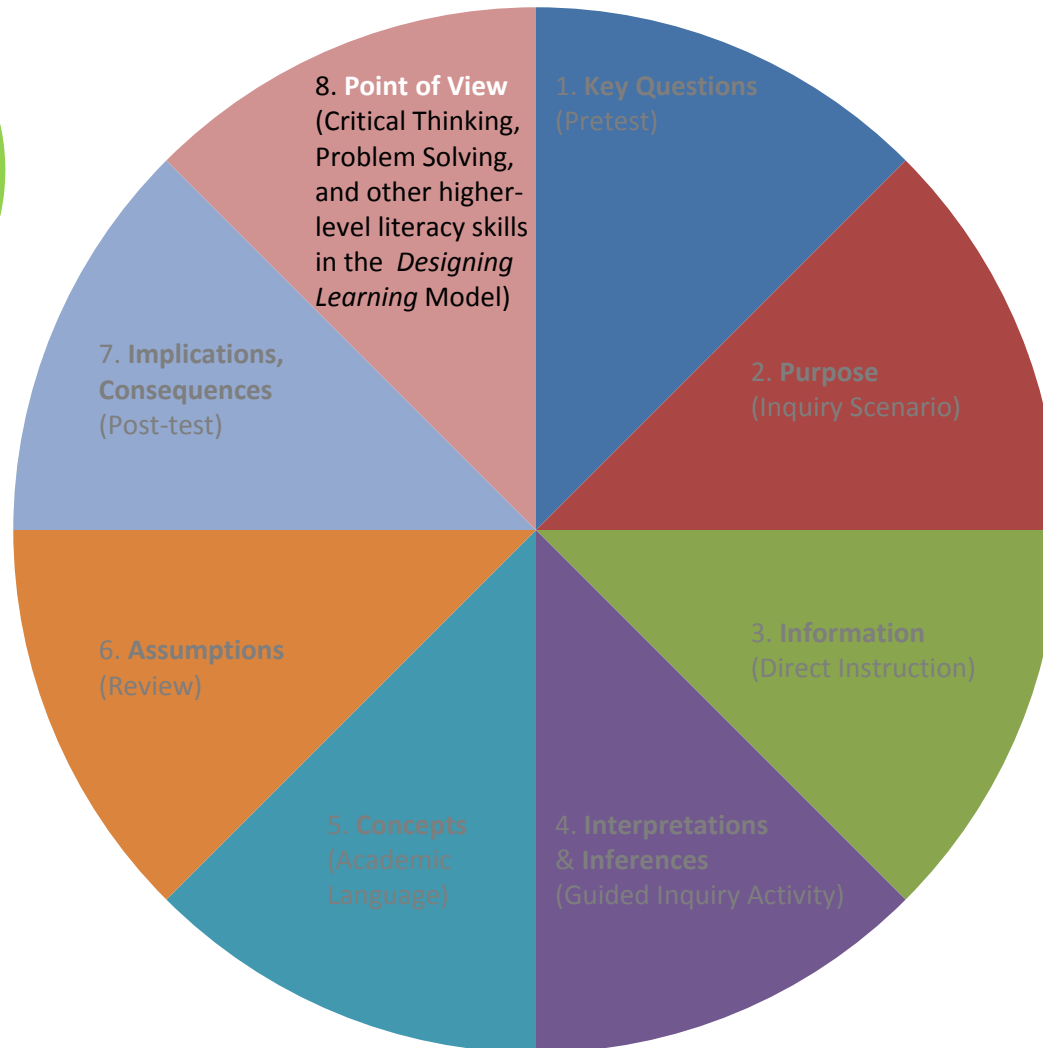 1. Key Questions
(Pretest)
2. Purpose
(Inquiry Scenario)
3. Information
(Direct Instruction)
4. Interpretations
& Inferences
(Guided Inquiry Activity)
5. Concepts
(Academic
Language)
6. Assumptions
(Review)
7. Implications,
Consequences
(Post-test)
8. Point of View
(Critical Thinking,
Problem Solving,
and other higher-
level literacy skills
in the Designing
Learning Model)